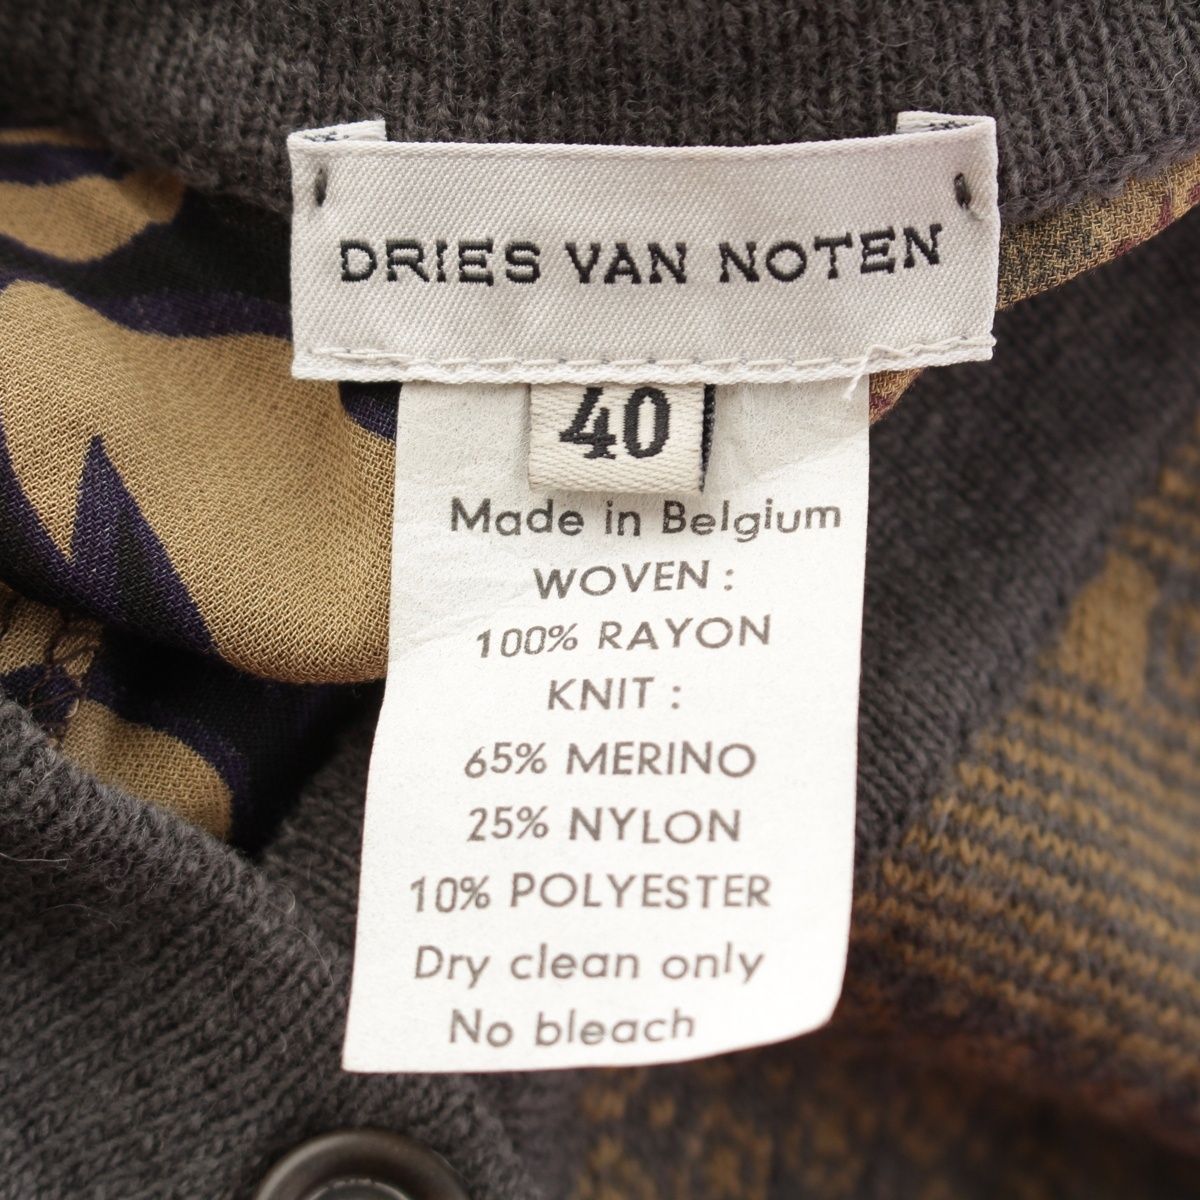 DRIES VAN NOTEN
40
Made in Belgium
WOVEN :
100% RAYON
KNIT :
65% MERINO
25% NYLON
10% POLYESTER
Dry clean only
No bleach